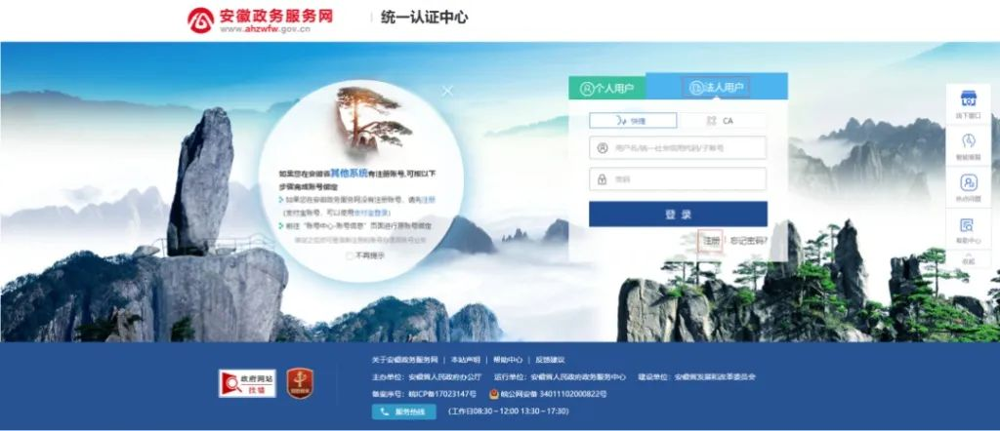 安徽政务服务网
www.ahzwfw.gov.cn
统一认证中心
个人用户
法人用户
快捷
CA
用户名/统一社会信用代码/子账号
密码
登录
注册
忘记密码?
如果您在安徽省其他系统有注册账号,可按以下
步骤完成账号绑定
如果您在安徽政务服务网没有注册账号、请先注册
(支付宝账号、可以使用支付宝登录)
前往“账号中心-账号信息”页面进行原账号绑定
不再提示
线下窗口
智能客服
热点问题
帮助中心
收起
政府网站
找错
关于安徽政务服务网 | 本站声明 | 帮助中心 | 反馈建议
主办单位:安徽省人民政府办公厅 运行单位:安徽省人民政府政务服务中心 建设单位:安徽省发展和改革委员会
备案序号:皖ICP备17023147号 皖公网安备 34011102000822号
服务热线 (工作日08:30-12:00 13:30-17:30)